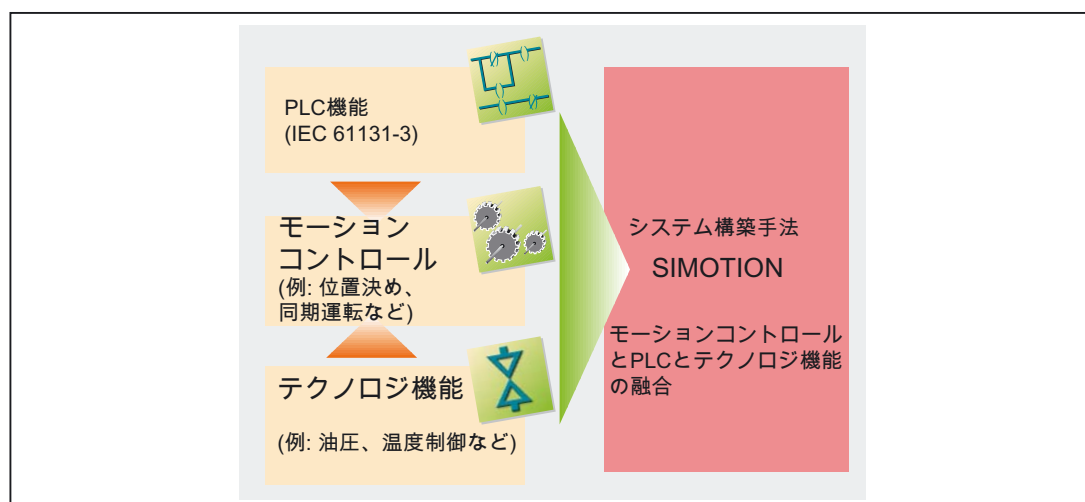 PLC機能
(IEC 61131-3)
モーション
コントロール
(例: 位置決め、
同期運転など)
テクノロジ機能
(例: 油圧、温度制御など)
システム構築手法
SIMOTION
モーションコントロール
とPLCとテクノロジ機能
の融合